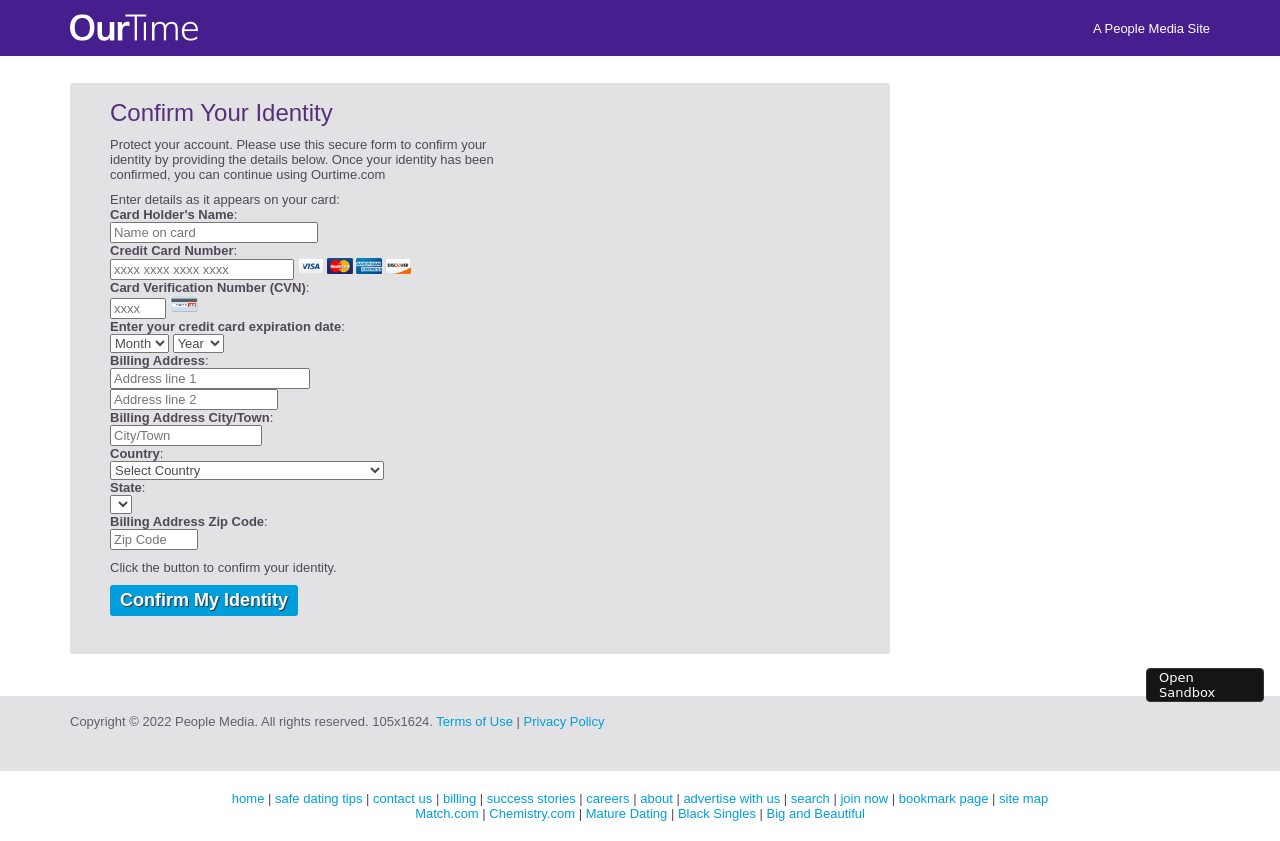 OurTime
A People Media Site
Confirm Your Identity
Protect your account. Please use this secure form to confirm your
identity by providing the details below. Once your identity has been
confirmed, you can continue using Ourtime.com
Enter details as it appears on your card:
Card Holder's Name:
Name on card
Credit Card Number:
xxxx xxxx xxxx xxxx VISA MasterCard AMERICAN EXPRESS DISCOVER
Card Verification Number (CVN):
xxxx
Enter your credit card expiration date:
Month Year
Billing Address:
Address line 1
Address line 2
Billing Address City/Town:
City/Town
Country:
Select Country
State:
Billing Address Zip Code:
Zip Code
Click the button to confirm your identity.
Confirm My Identity
Open
Sandbox
Copyright © 2022 People Media. All rights reserved. 105x1624. Terms of Use | Privacy Policy
home | safe dating tips | contact us | billing | success stories | careers | about | advertise with us | search | join now | bookmark page | site map
Match.com | Chemistry.com | Mature Dating | Black Singles | Big and Beautiful